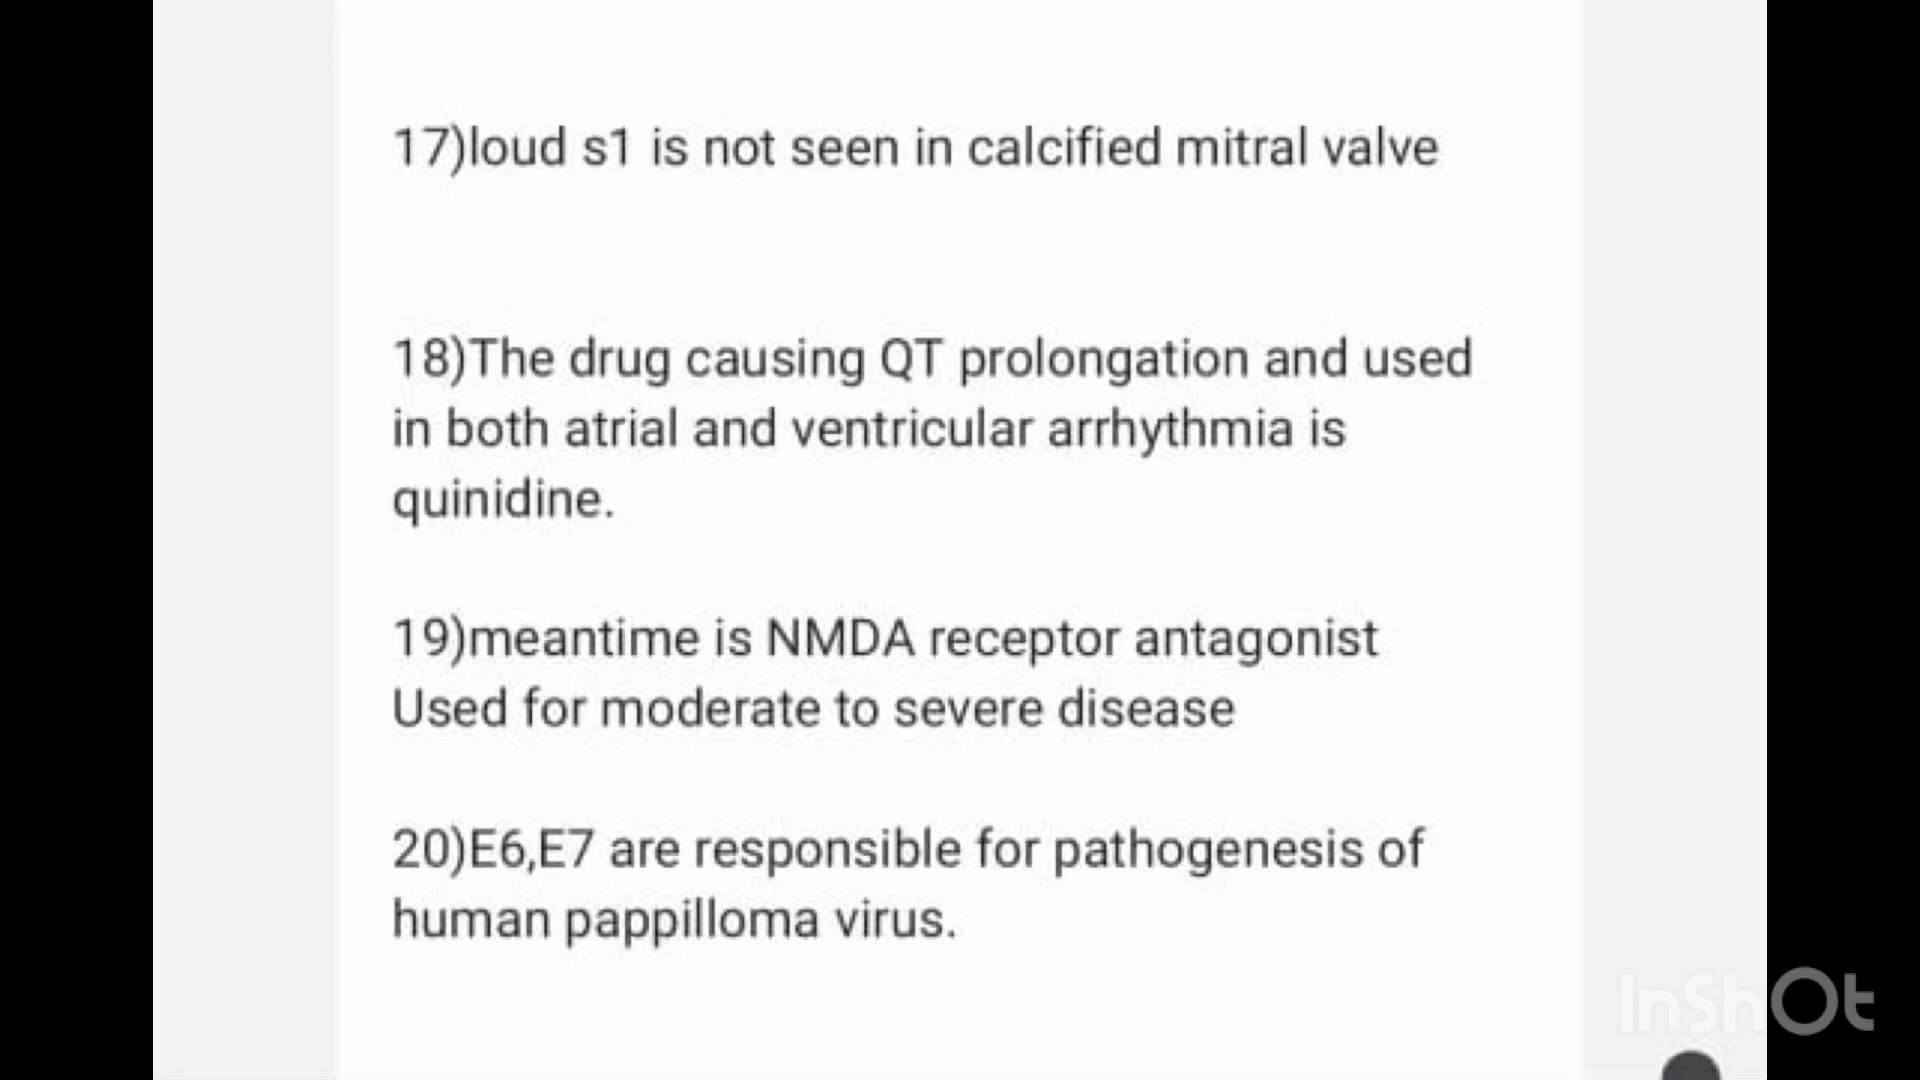 17)loud s1 is not seen in calcified mitral valve
18)The drug causing QT prolongation and used
in both atrial and ventricular arrhythmia is
quinidine.
19)meantime is NMDA receptor antagonist
Used for moderate to severe disease
20)E6,E7 are responsible for pathogenesis of
human pappilloma virus.
InShOt